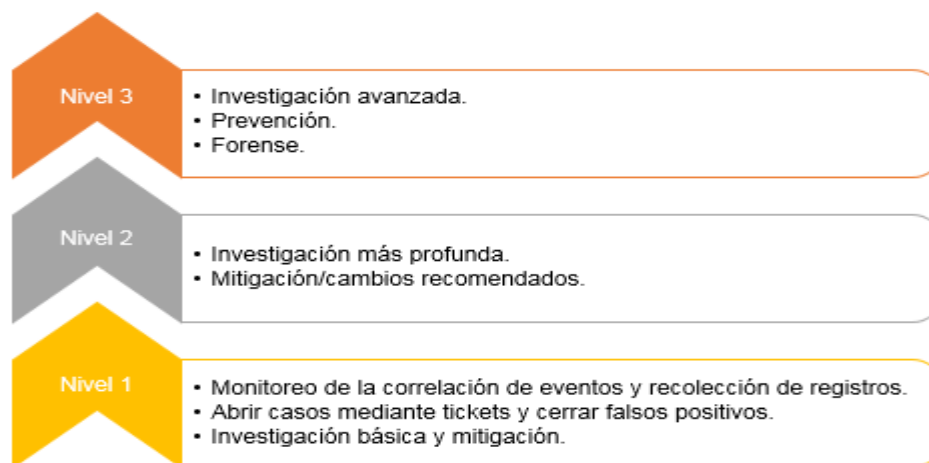 Nivel 3
• Investigación avanzada.
• Prevención.
• Forense.
Nivel 2
• Investigación más profunda.
• Mitigación/cambios recomendados.
Nivel 1
• Monitoreo de la correlación de eventos y recolección de registros.
• Abrir casos mediante tickets y cerrar falsos positivos.
• Investigación básica y mitigación.